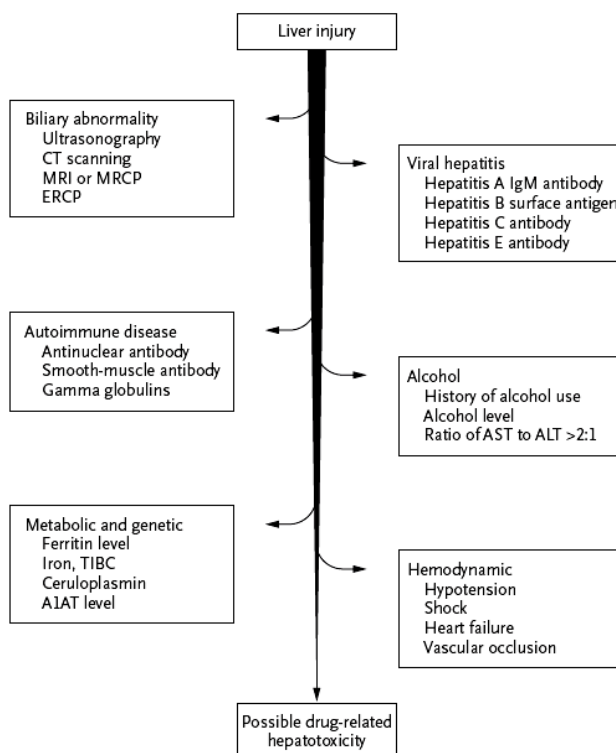 Liver injury
Biliary abnormality
Ultrasonography
CT scanning
MRI or MRCP
ERCP
Viral hepatitis
Hepatitis A IgM antibody
Hepatitis B surface antigen
Hepatitis C antibody
Hepatitis E antibody
Autoimmune disease
Antinuclear antibody
Smooth-muscle antibody
Gamma globulins
Alcohol
History of alcohol use
Alcohol level
Ratio of AST to ALT >2:1
Metabolic and genetic
Ferritin level
Iron, TIBC
Ceruloplasmin
A1AT level
Hemodynamic
Hypotension
Shock
Heart failure
Vascular occlusion
Possible drug-related
hepatotoxicity